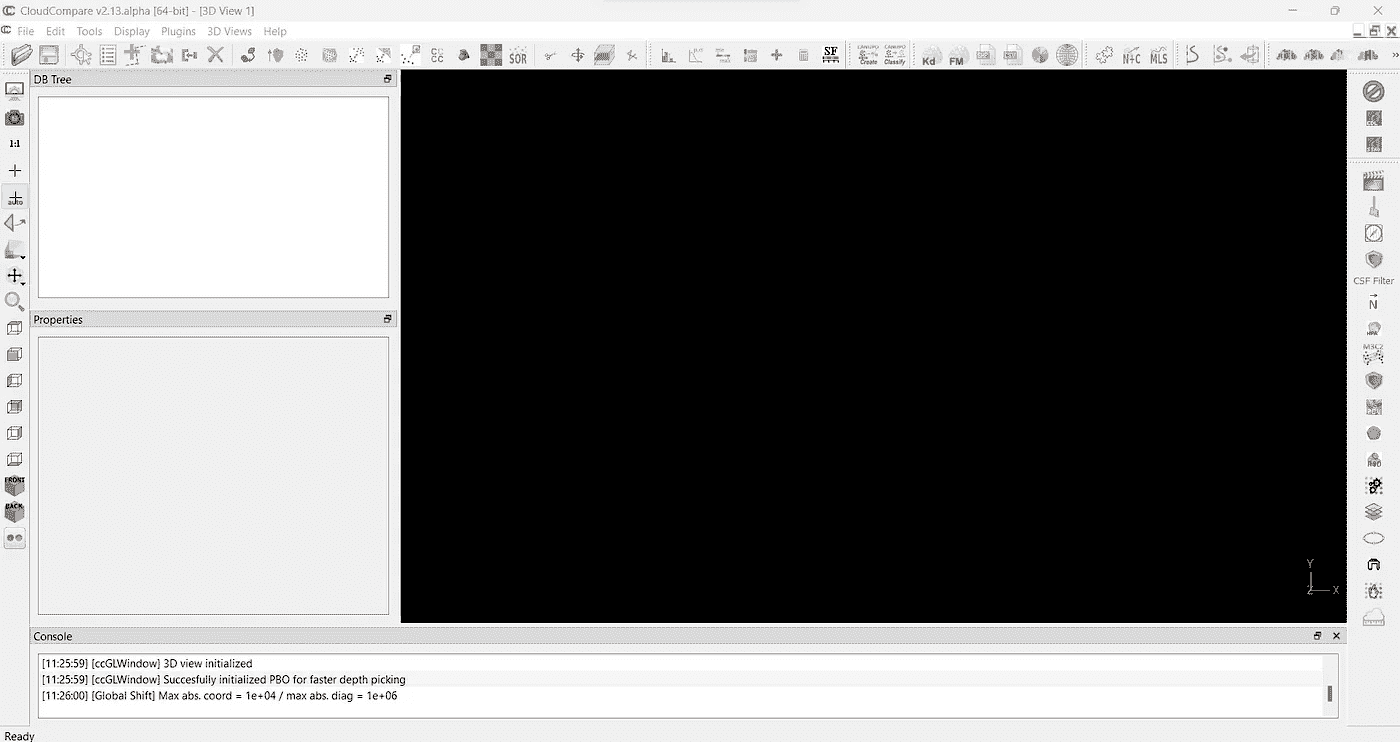 CloudCompare v2.13.alpha [64-bit] - [3D View 1]
File Edit Tools Display Plugins 3D Views Help
SOR
SF
Create
Classify
Kd
FM
N+C
MLS
DB Tree
1:1
auto
Properties
CSF Filter
N
M3C2
FRONT
BACK
Y
Z X
Console
[11:25:59] [ccGLWindow] 3D view initialized
[11:25:59] [ccGLWindow] Succesfully initialized PBO for faster depth picking
[11:26:00] [Global Shift] Max abs. coord = 1e+04 / max abs. diag = 1e+06
Ready